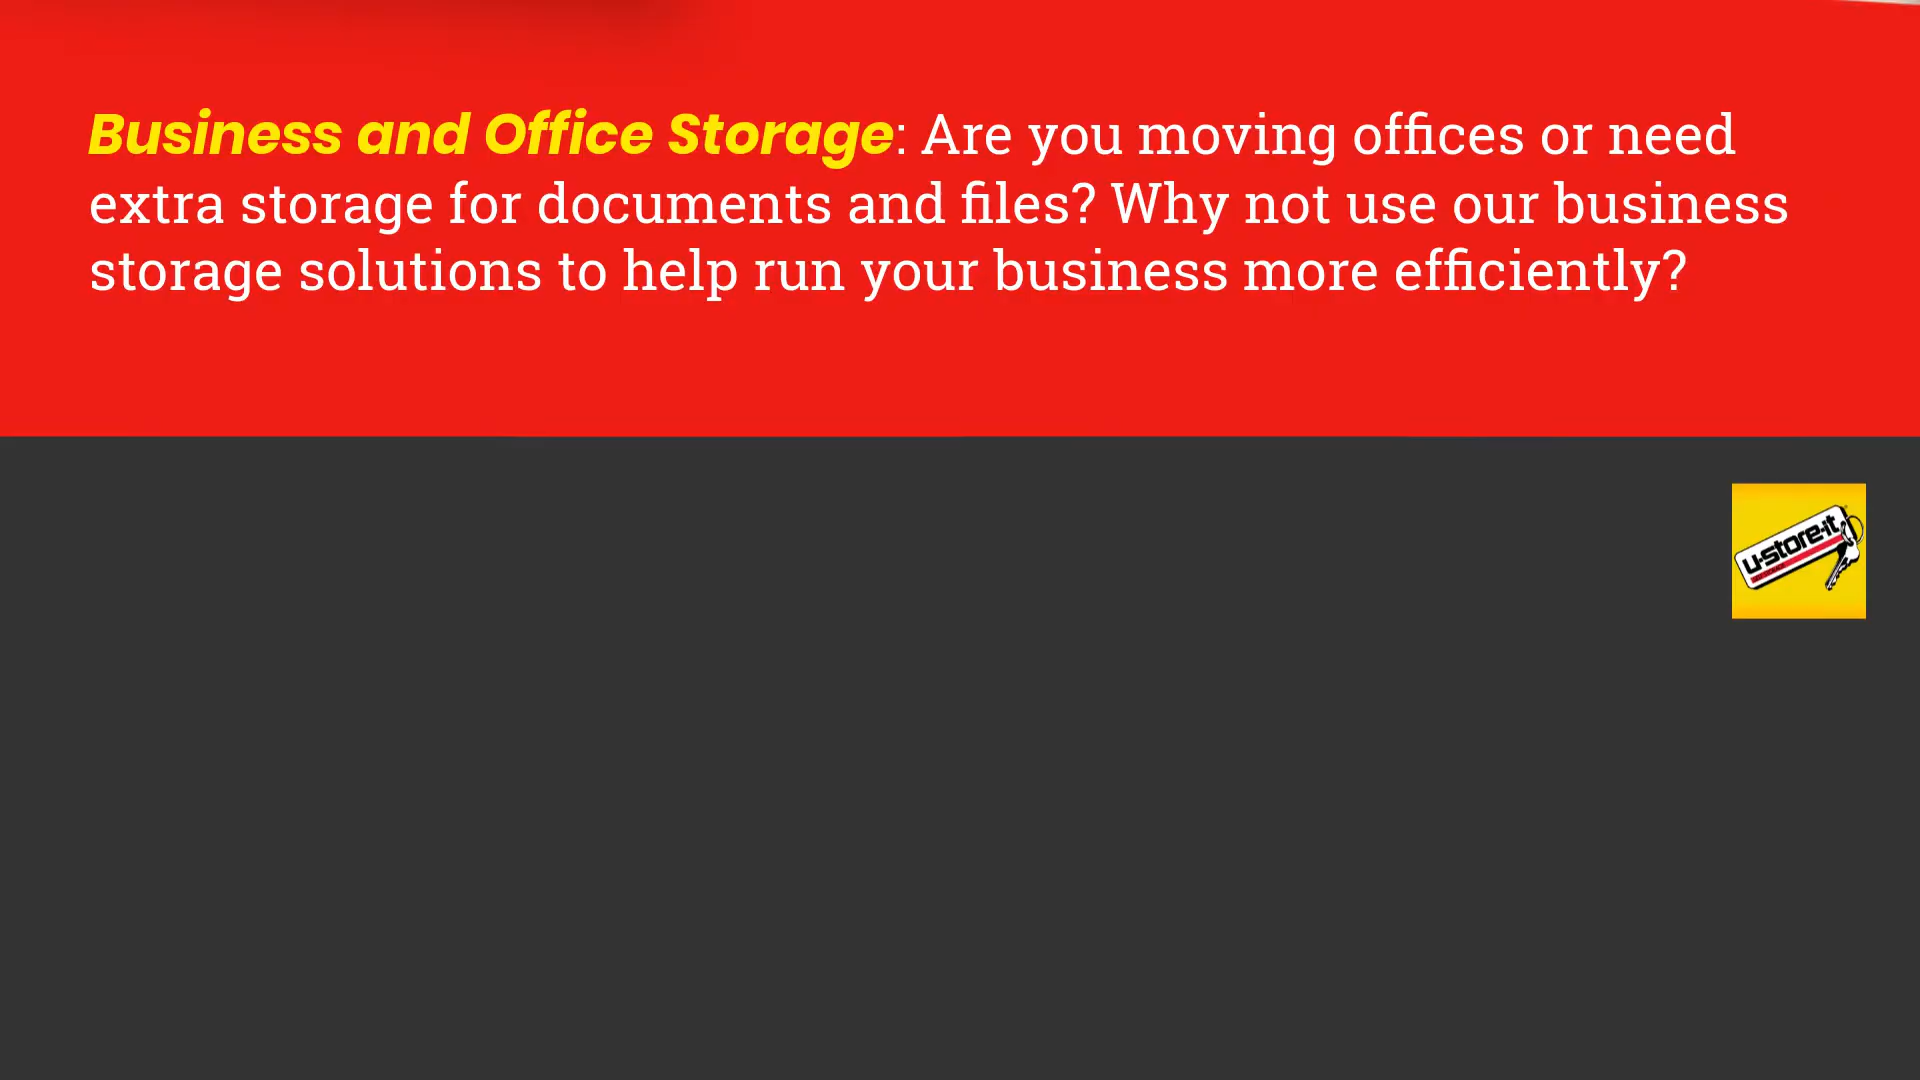 Business and Office Storage: Are you moving offices or need
extra storage for documents and files? Why not use our business
storage solutions to help run your business more efficiently?
u-store-it